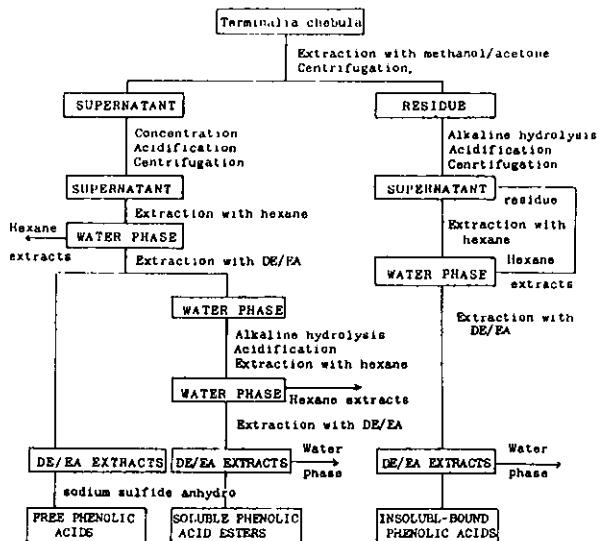 Terminalia chebula
Extraction with methanol/acetone
Centrifugation,
SUPERNATANT
RESIDUE
Concentration
Acidification
Centrifugation
Alkaline hydrolysis
Acidification
Cenrtifugation
SUPERNATANT
SUPERNATANT
residue
Extraction with hexane
Extraction with
hexane
Hexane
extracts
WATER PHASE
WATER PHASE
Hexane
extracts
Extraction with DE/EA
WATER PHASE
Extraction with
DE/EA
Alkaline hydrolysis
Acidification
Extraction with hexane
WATER PHASE
Hexane extracts
Extraction with DE/EA
DE/EA EXTRACTS
DE/EA EXTRACTS
Water
phase
DE/EA EXTRACTS
Water
phase
sodium sulfide anhydro
FREE PHENOLIC
ACIDS
SOLUBLE PHENOLIC
ACID ESTERS
INSOLUBL-BOUND
PHENOLIC ACIDS